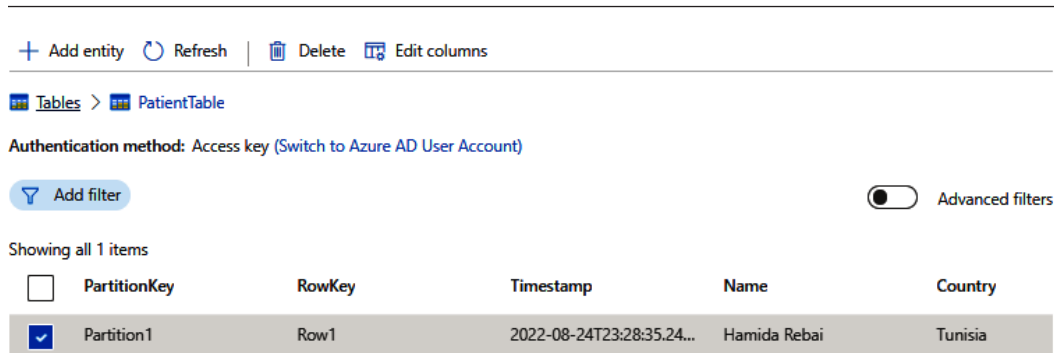 Add entity Refresh Delete Edit columns
Tables > PatientTable
Authentication method: Access key (Switch to Azure AD User Account)
Add filter Advanced filters
Showing all 1 items
PartitionKey RowKey Timestamp Name Country
Partition1 Row1 2022-08-24T23:28:35.24... Hamida Rebai Tunisia